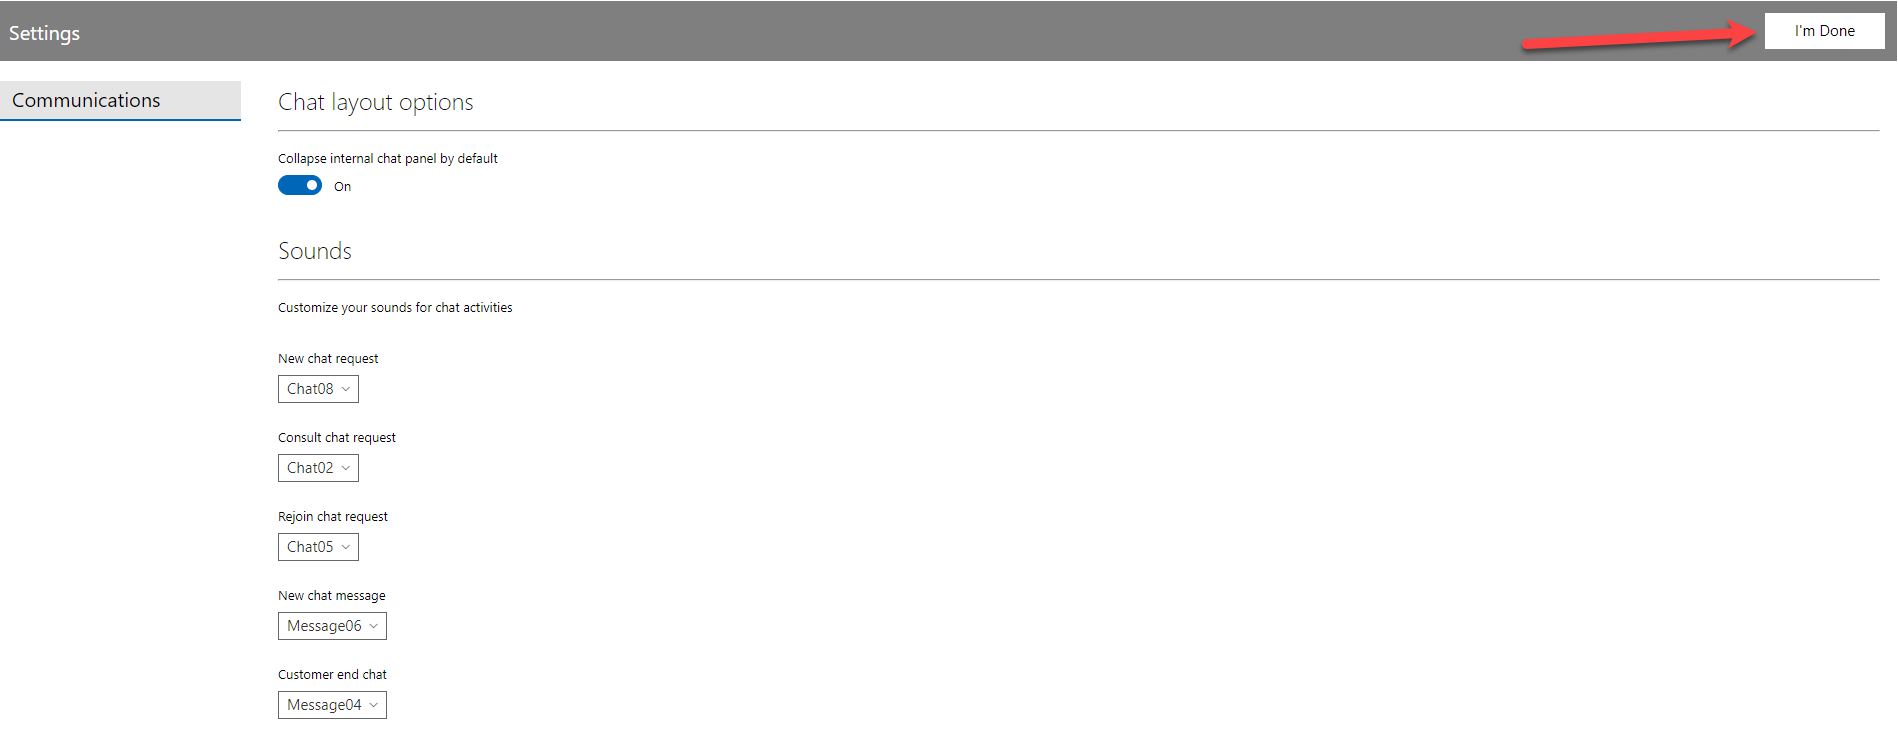 Settings
I'm Done
Communications
Chat layout options
Collapse internal chat panel by default
On
Sounds
Customize your sounds for chat activities
New chat request
Chat08
Consult chat request
Chat02
Rejoin chat request
Chat05
New chat message
Message06
Customer end chat
Message04